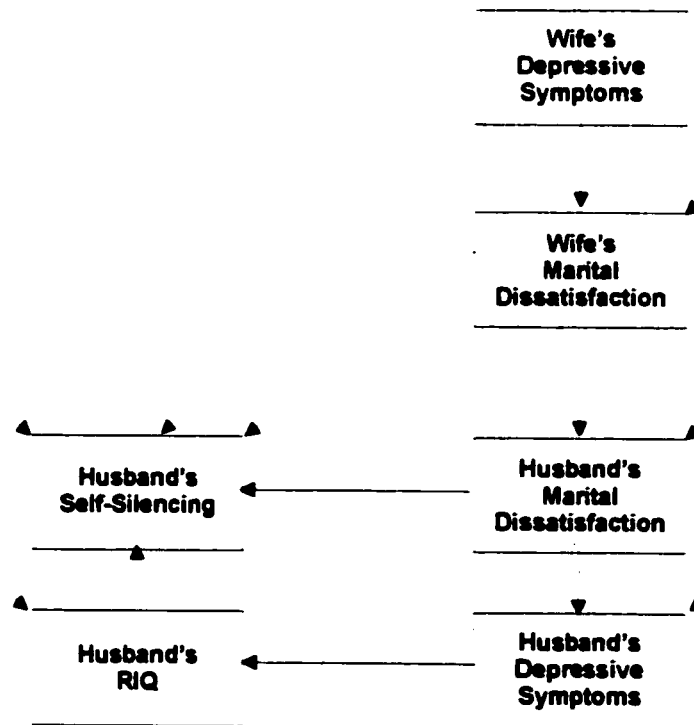 Wife's
Depressive
Symptoms
Wife's
Marital
Dissatisfaction
Husband's
Self-Silencing
Husband's
Marital
Dissatisfaction
Husband's
RIQ
Husband's
Depressive
Symptoms